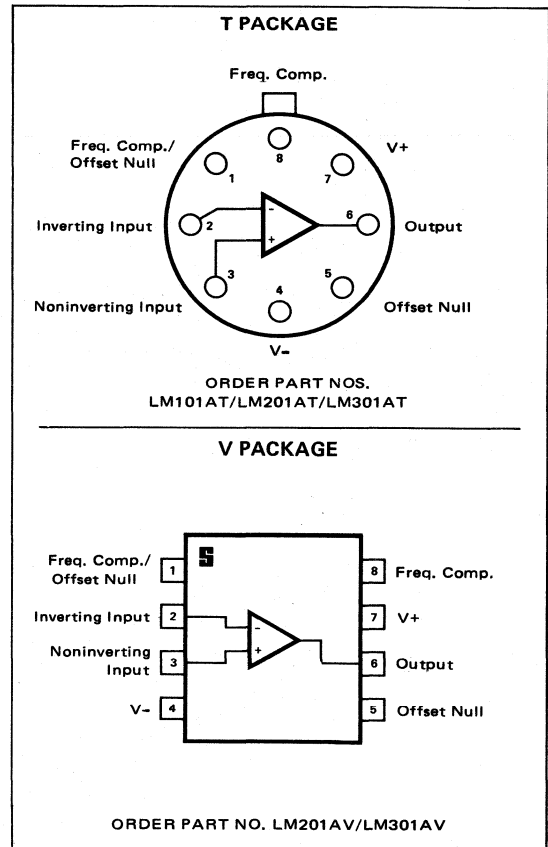 T PACKAGE
Freq. Comp.
Freq. Comp./
Offset Null
V+
8
1
7
Inverting Input
2
-
6
Output
+
3
4
5
Noninverting Input
Offset Null
V-
ORDER PART NOS.
LM101AT/LM201AT/LM301AT
V PACKAGE
S
Freq. Comp./
Offset Null
1
8
Freq. Comp.
Inverting Input
2
-
7
V+
Noninverting
Input
3
+
6
Output
V-
4
5
Offset Null
ORDER PART NO. LM201AV/LM301AV